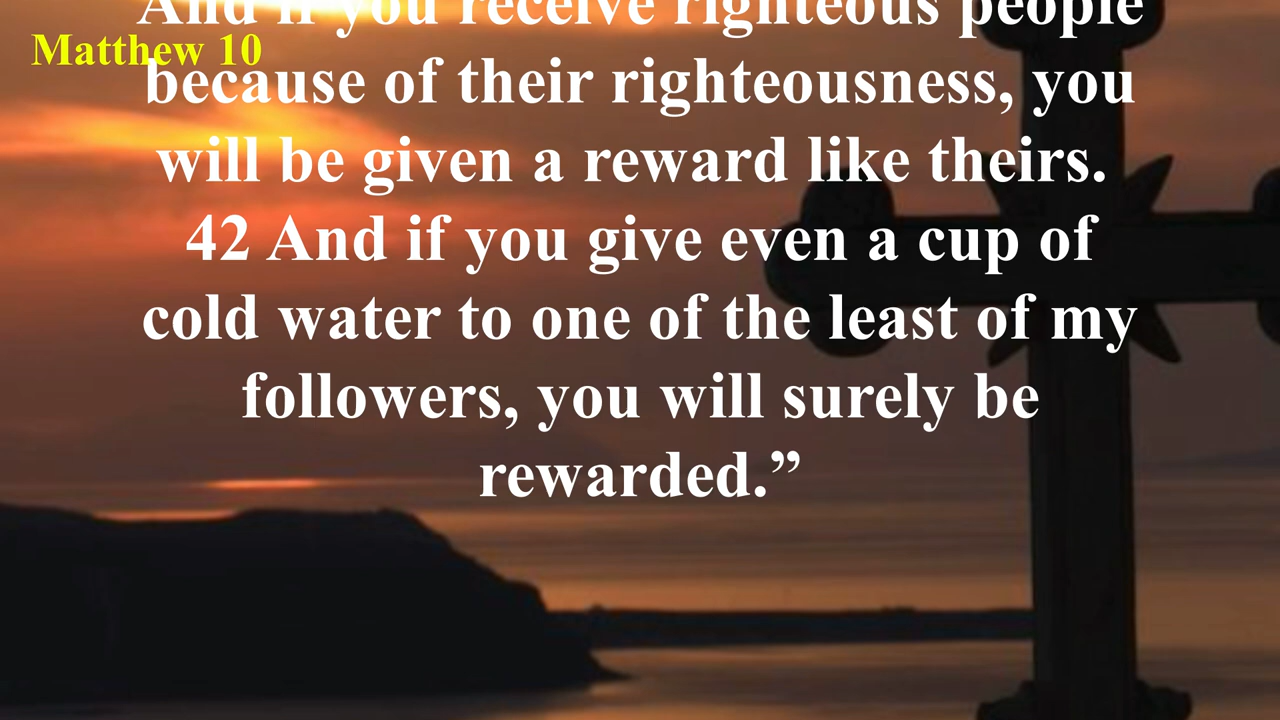 And if you receive righteous people
Matthew 10
because of their righteousness, you
will be given a reward like theirs.
42 And if you give even a cup of
cold water to one of the least of my
followers, you will surely be
rewarded.”